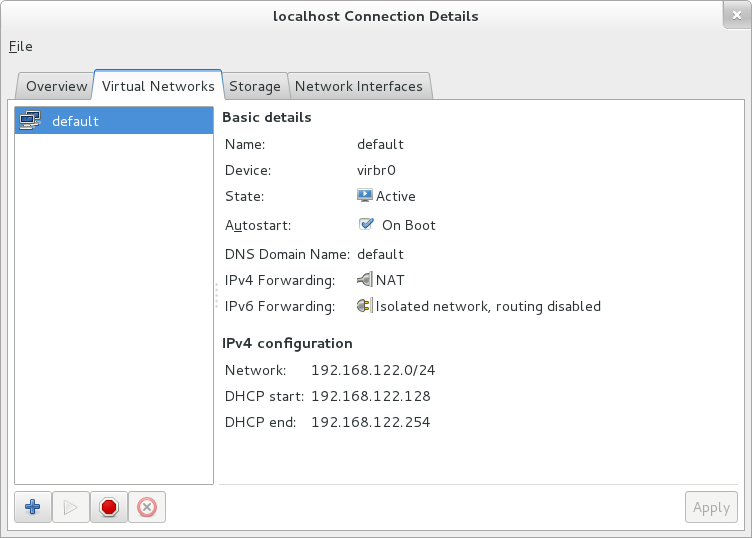 localhost Connection Details
File
Overview Virtual Networks Storage Network Interfaces
default
Basic details
Name: default
Device: virbr0
State: Active
Autostart: On Boot
DNS Domain Name: default
IPv4 Forwarding: NAT
IPv6 Forwarding: Isolated network, routing disabled
IPv4 configuration
Network: 192.168.122.0/24
DHCP start: 192.168.122.128
DHCP end: 192.168.122.254
Apply